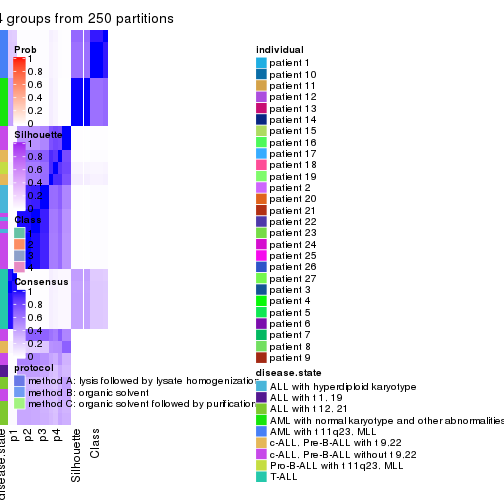 4 groups from 250 partitions
Prob
1
0.8
0.6
0.4
0.2
0
Silhouette
1
0.8
0.6
0.4
0.2
0
Class
1
2
3
4
Consensus
1
0.8
0.6
0.4
0.2
0
protocol
method A: lysis followed by lysate homogenization
method B: organic solvent
method C: organic solvent followed by purification
disease.state
p1
p2
p3
p4
Silhouette
Class
individual
patient 1
patient 10
patient 11
patient 12
patient 13
patient 14
patient 15
patient 16
patient 17
patient 18
patient 19
patient 2
patient 20
patient 21
patient 22
patient 23
patient 24
patient 25
patient 26
patient 27
patient 3
patient 4
patient 5
patient 6
patient 7
patient 8
patient 9
disease.state
ALL with hyperdiploid karyotype
ALL with t 1. 19
ALL with t 12. 21
AML with normal karyotype and other abnormalities
AML with t 11q23. MLL
c-ALL. Pre-B-ALL with t 9.22
c-ALL. Pre-B-ALL without t 9.22
Pro-B-ALL with t 11q23. MLL
T-ALL